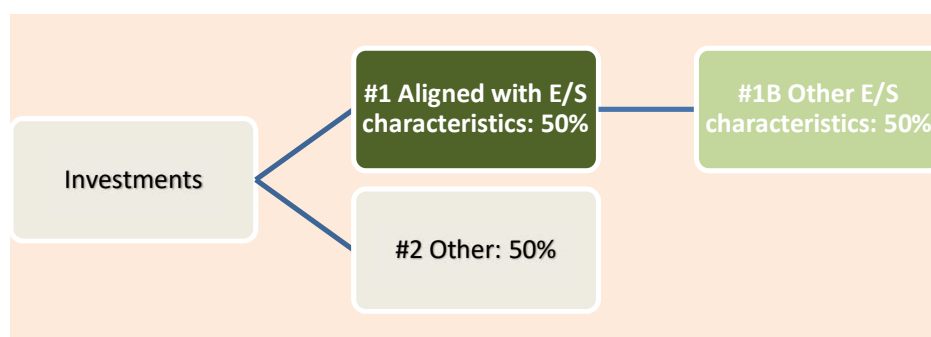 #1 Aligned with E/S
characteristics: 50%
#1B Other E/S
characteristics: 50%
Investments
#2 Other: 50%